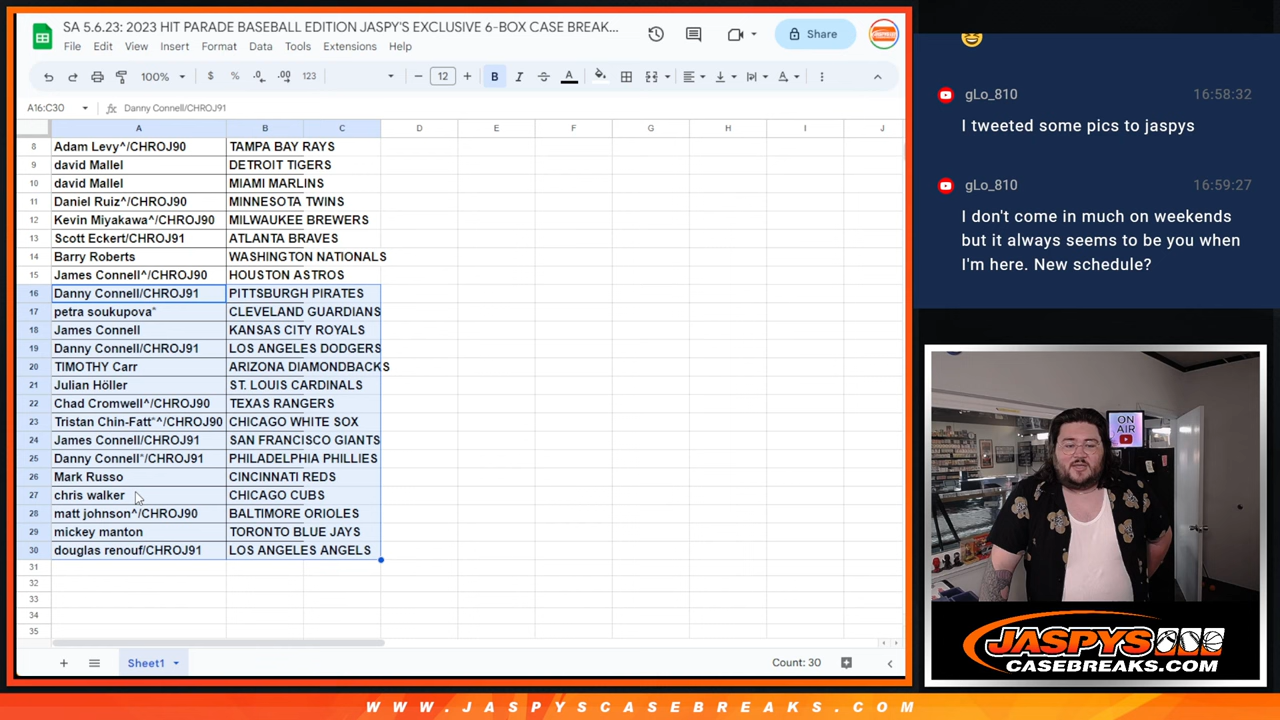 SA 5.6.23: 2023 HIT PARADE BASEBALL EDITION JASPY'S EXCLUSIVE 6-BOX CASE BREAK...
File Edit View Insert Format Data Tools Extensions Help
Share
100% $ % .0 .00 123 12 B I A
A16:C30 fx Danny Connell/CHROJ91
A B C D E F G H I J
8 Adam Levy^/CHROJ90 TAMPA BAY RAYS
9 david Mallel DETROIT TIGERS
10 david Mallel MIAMI MARLINS
11 Daniel Ruiz^/CHROJ90 MINNESOTA TWINS
12 Kevin Miyakawa^/CHROJ90 MILWAUKEE BREWERS
13 Scott Eckert/CHROJ91 ATLANTA BRAVES
14 Barry Roberts WASHINGTON NATIONALS
15 James Connell^/CHROJ90 HOUSTON ASTROS
16 Danny Connell/CHROJ91 PITTSBURGH PIRATES
17 petra soukupova* CLEVELAND GUARDIANS
18 James Connell KANSAS CITY ROYALS
19 Danny Connell/CHROJ91 LOS ANGELES DODGERS
20 TIMOTHY Carr ARIZONA DIAMONDBACKS
21 Julian Höller ST. LOUIS CARDINALS
22 Chad Cromwell^/CHROJ90 TEXAS RANGERS
23 Tristan Chin-Fatt*^/CHROJ90 CHICAGO WHITE SOX
24 James Connell/CHROJ91 SAN FRANCISCO GIANTS
25 Danny Connell*/CHROJ91 PHILADELPHIA PHILLIES
26 Mark Russo CINCINNATI REDS
27 chris walker CHICAGO CUBS
28 matt johnson^/CHROJ90 BALTIMORE ORIOLES
29 mickey manton TORONTO BLUE JAYS
30 douglas renouf/CHROJ91 LOS ANGELES ANGELS
31
32
33
34
35
Sheet1
Count: 30
gLo_810 16:58:32
I tweeted some pics to jaspys
gLo_810 16:59:27
I don't come in much on weekends
but it always seems to be you when
I'm here. New schedule?
ON
AIR
JASPYS
CASEBREAKS.COM
WWW.JASPYSCASEBREAKS.COM